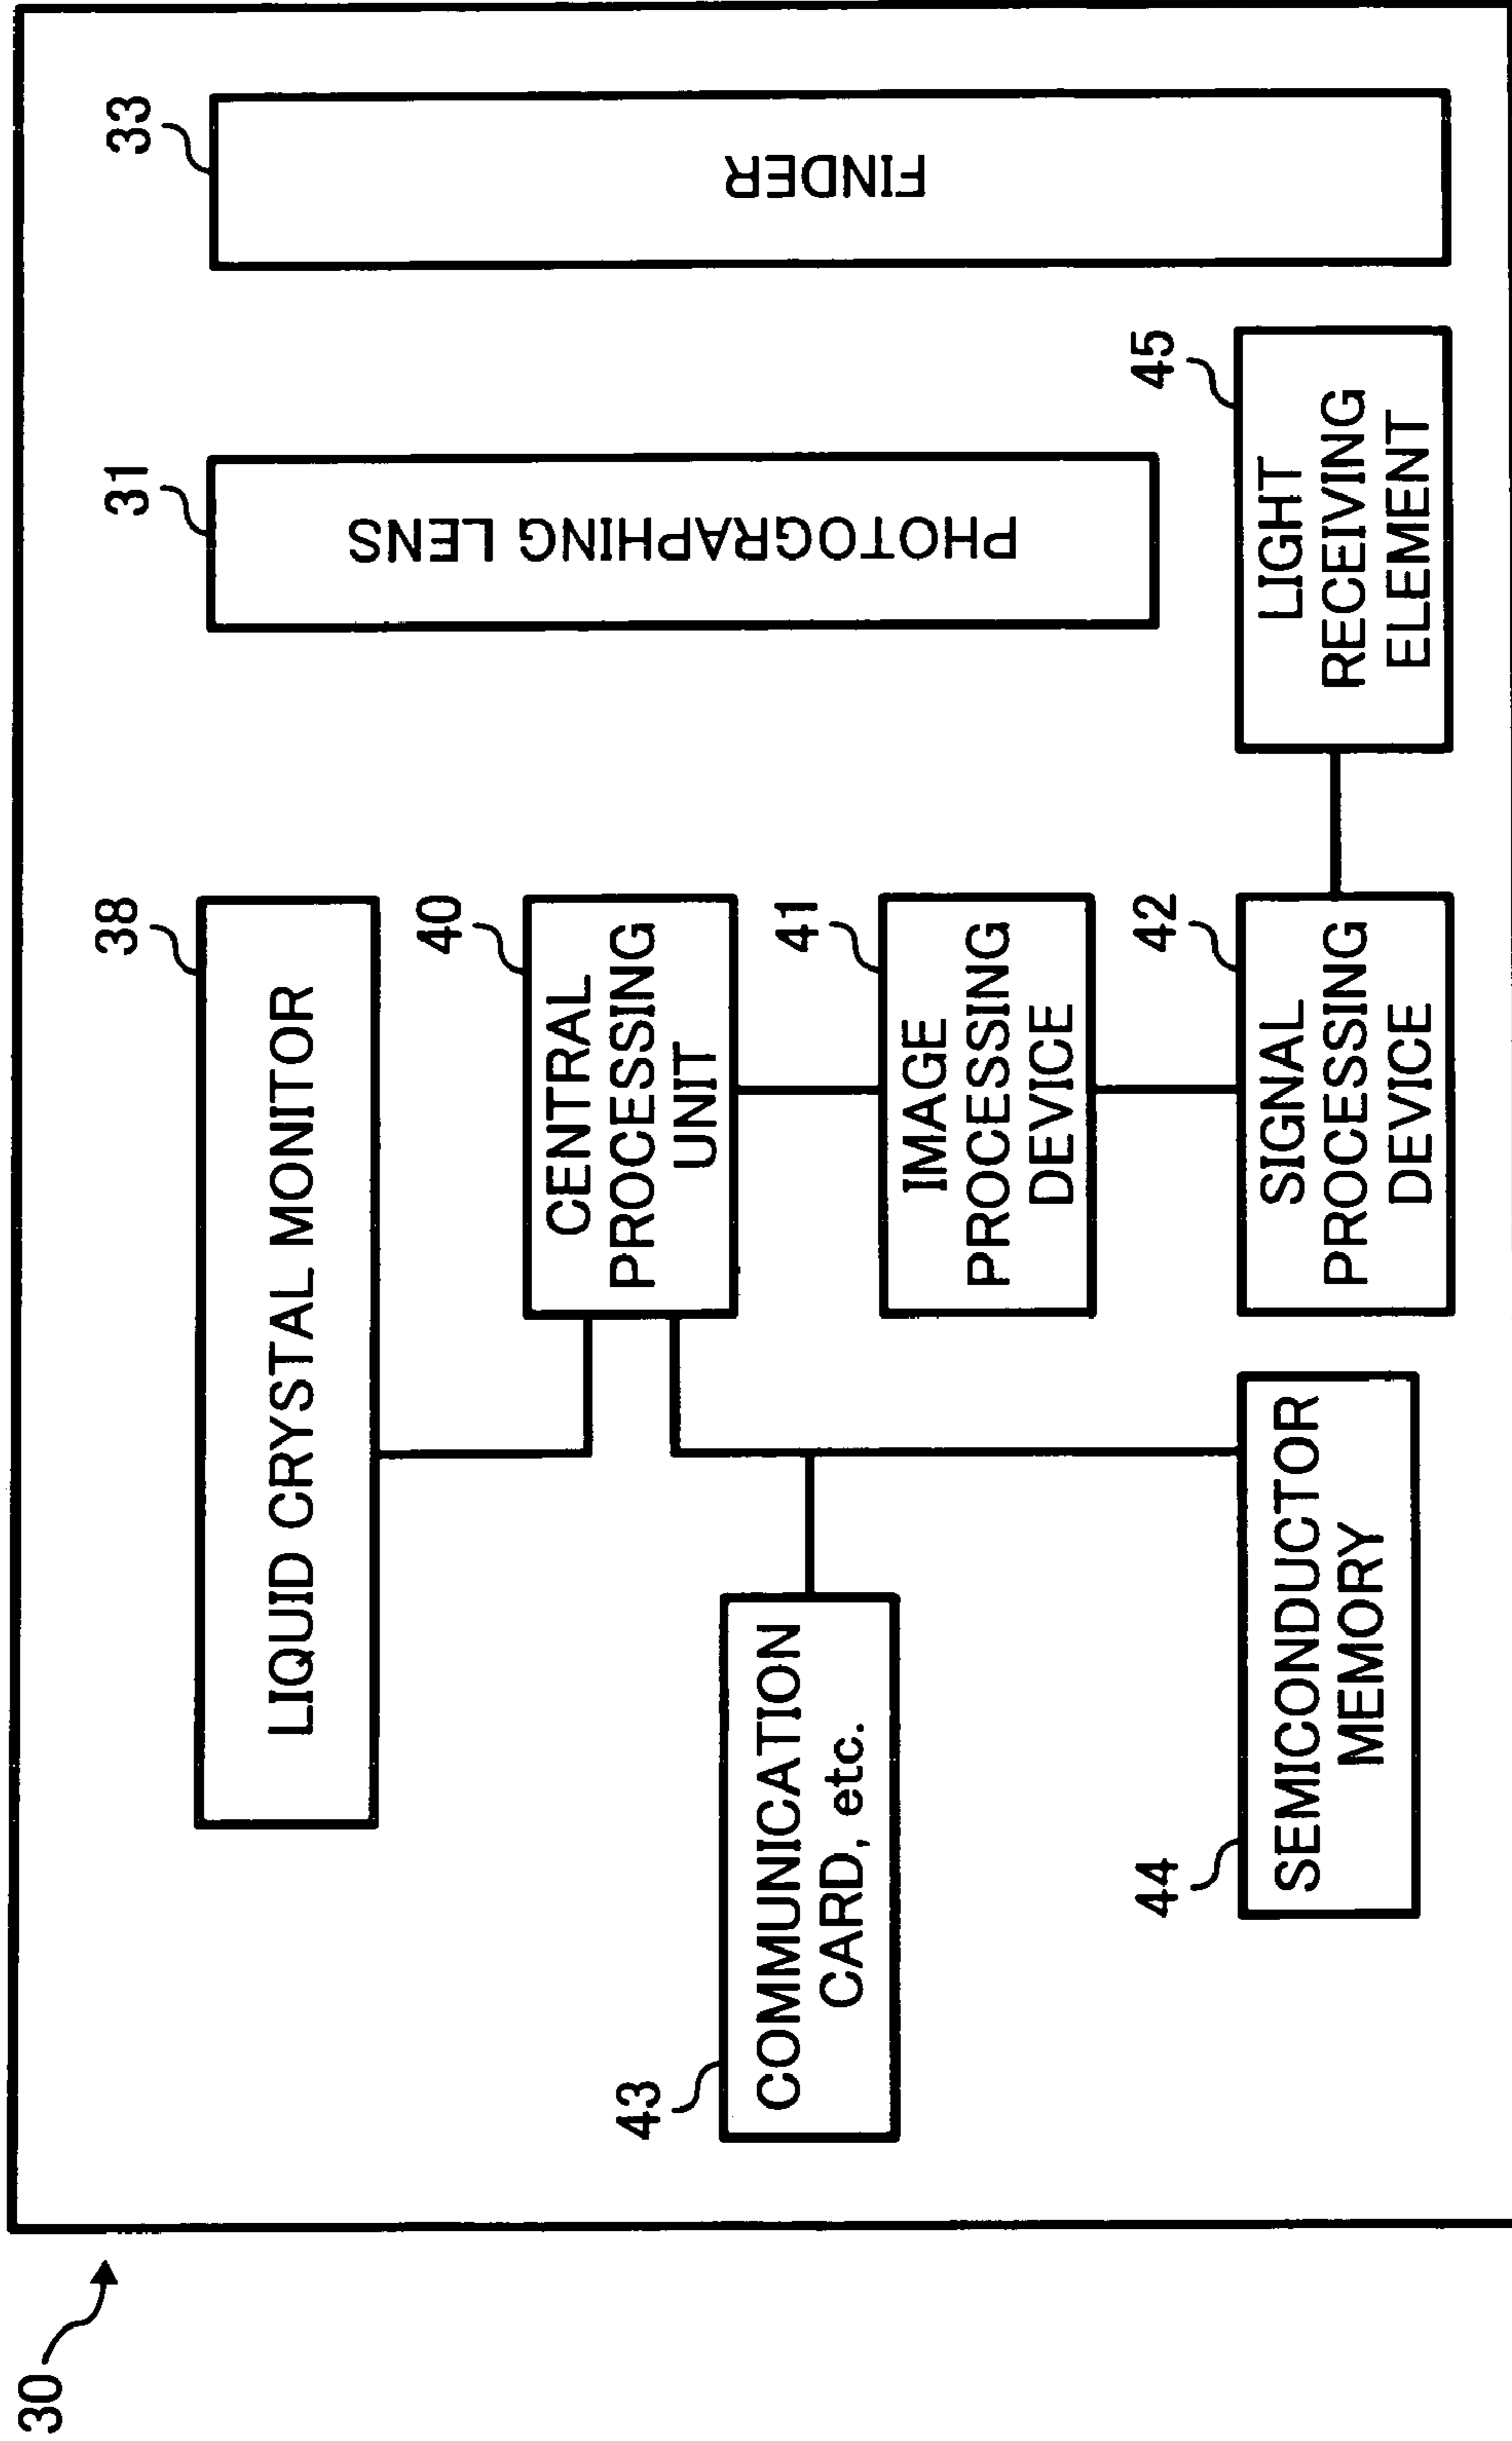 30
38
LIQUID CRYSTAL MONITOR
31
PHOTOGRAPHING LENS
33
FINDER
40
CENTRAL
PROCESSING
UNIT
43
COMMUNICATION
CARD, etc.
41
IMAGE
PROCESSING
DEVICE
44
SEMICONDUCTOR
MEMORY
42
SIGNAL
PROCESSING
DEVICE
45
LIGHT
RECEIVING
ELEMENT